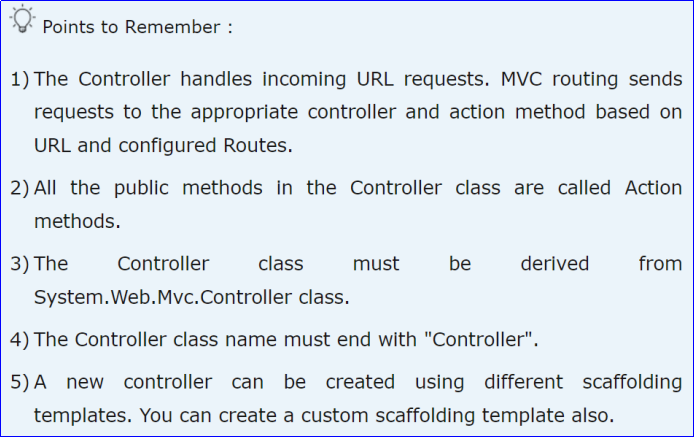 Points to Remember :
1) The Controller handles incoming URL requests. MVC routing sends
requests to the appropriate controller and action method based on
URL and configured Routes.
2) All the public methods in the Controller class are called Action
methods.
3) The Controller class must be derived from
System.Web.Mvc.Controller class.
4) The Controller class name must end with "Controller".
5) A new controller can be created using different scaffolding
templates. You can create a custom scaffolding template also.